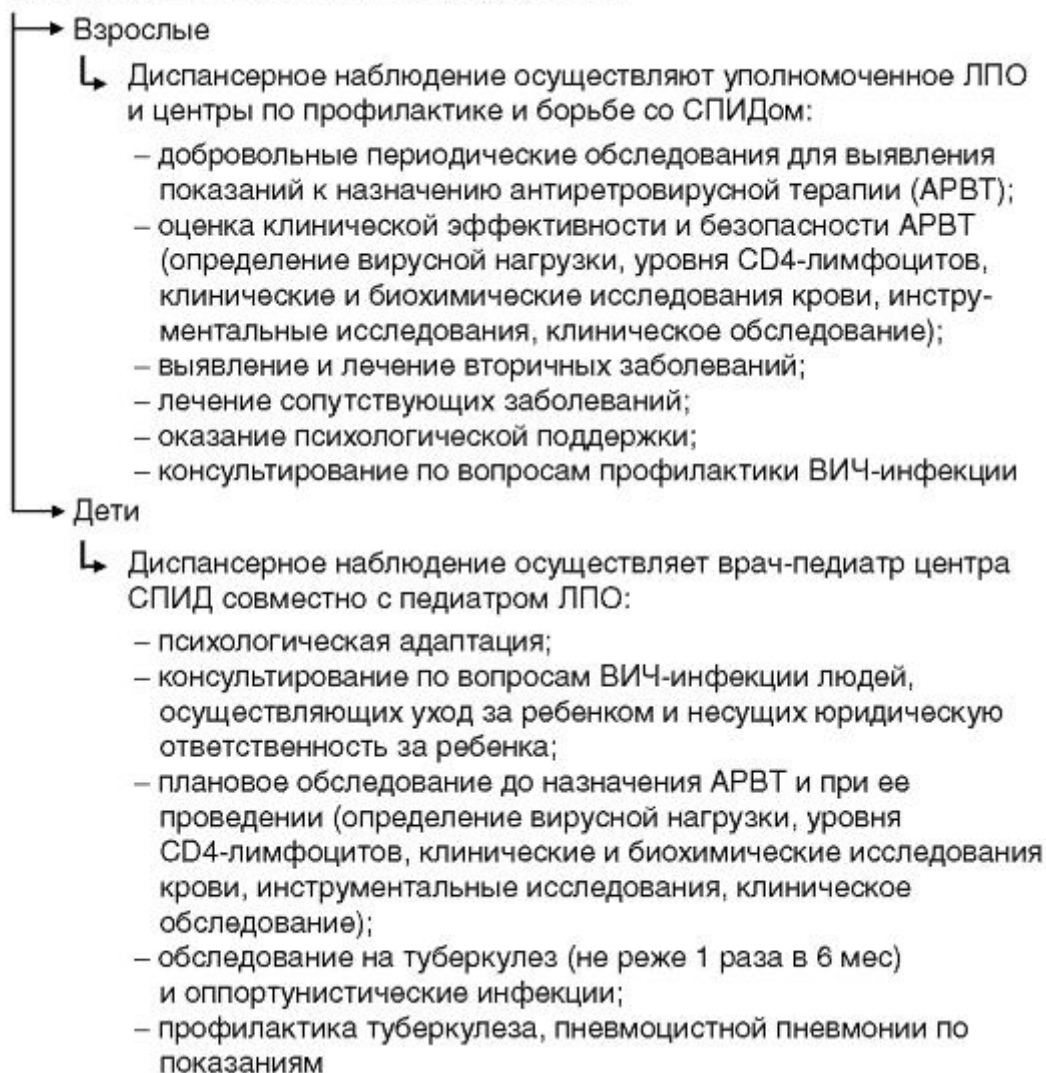 Взрослые
Диспансерное наблюдение осуществляют уполномоченное ЛПО
и центры по профилактике и борьбе со СПИДом:
– добровольные периодические обследования для выявления
показаний к назначению антиретровирусной терапии (АРВТ);
– оценка клинической эффективности и безопасности АРВТ
(определение вирусной нагрузки, уровня CD4-лимфоцитов,
клинические и биохимические исследования крови, инстру-
ментальные исследования, клиническое обследование);
– выявление и лечение вторичных заболеваний;
– лечение сопутствующих заболеваний;
– оказание психологической поддержки;
– консультирование по вопросам профилактики ВИЧ-инфекции
Дети
Диспансерное наблюдение осуществляет врач-педиатр центра
СПИД совместно с педиатром ЛПО:
– психологическая адаптация;
– консультирование по вопросам ВИЧ-инфекции людей,
осуществляющих уход за ребенком и несущих юридическую
ответственность за ребенка;
– плановое обследование до назначения АРВТ и при ее
проведении (определение вирусной нагрузки, уровня
CD4-лимфоцитов, клинические и биохимические исследования
крови, инструментальные исследования, клиническое
обследование);
– обследование на туберкулез (не реже 1 раза в 6 мес)
и оппортунистические инфекции;
– профилактика туберкулеза, пневмоцистной пневмонии по
показаниям